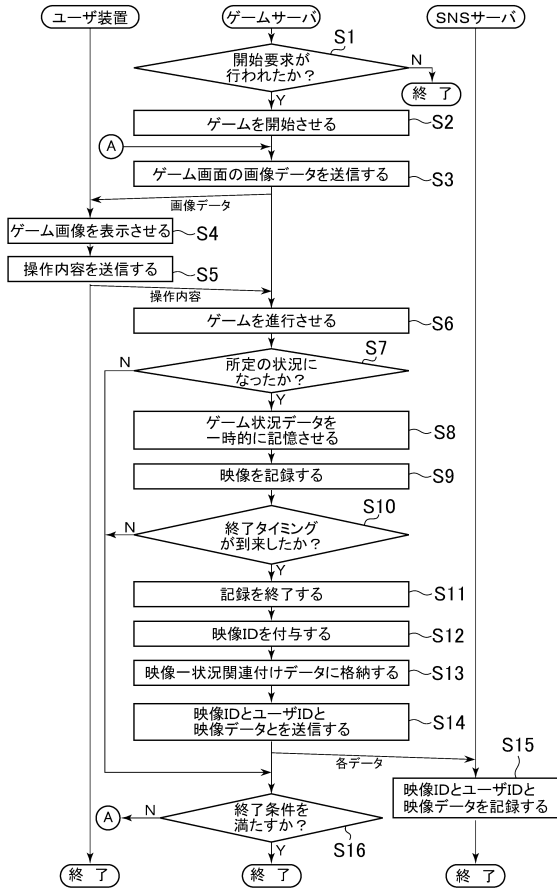 ユーザ装置
ゲームサーバ
SNSサーバ
S1
開始要求が
行われたか？
N
終 了
Y
ゲームを開始させる
S2
A
ゲーム画面の画像データを送信する
S3
画像データ
ゲーム画像を表示させる
S4
操作内容を送信する
S5
操作内容
ゲームを進行させる
S6
S7
N
所定の状況に
なったか？
Y
ゲーム状況データを
一時的に記憶させる
S8
映像を記録する
S9
S10
N
終了タイミング
が到来したか？
Y
記録を終了する
S11
映像IDを付与する
S12
映像ー状況関連付けデータに格納する
S13
映像IDとユーザIDと
映像データとを送信する
S14
各データ
S15
映像IDとユーザIDと
映像データを記録する
A
N
終了条件を
満たすか？
S16
Y
終 了
終 了
終 了